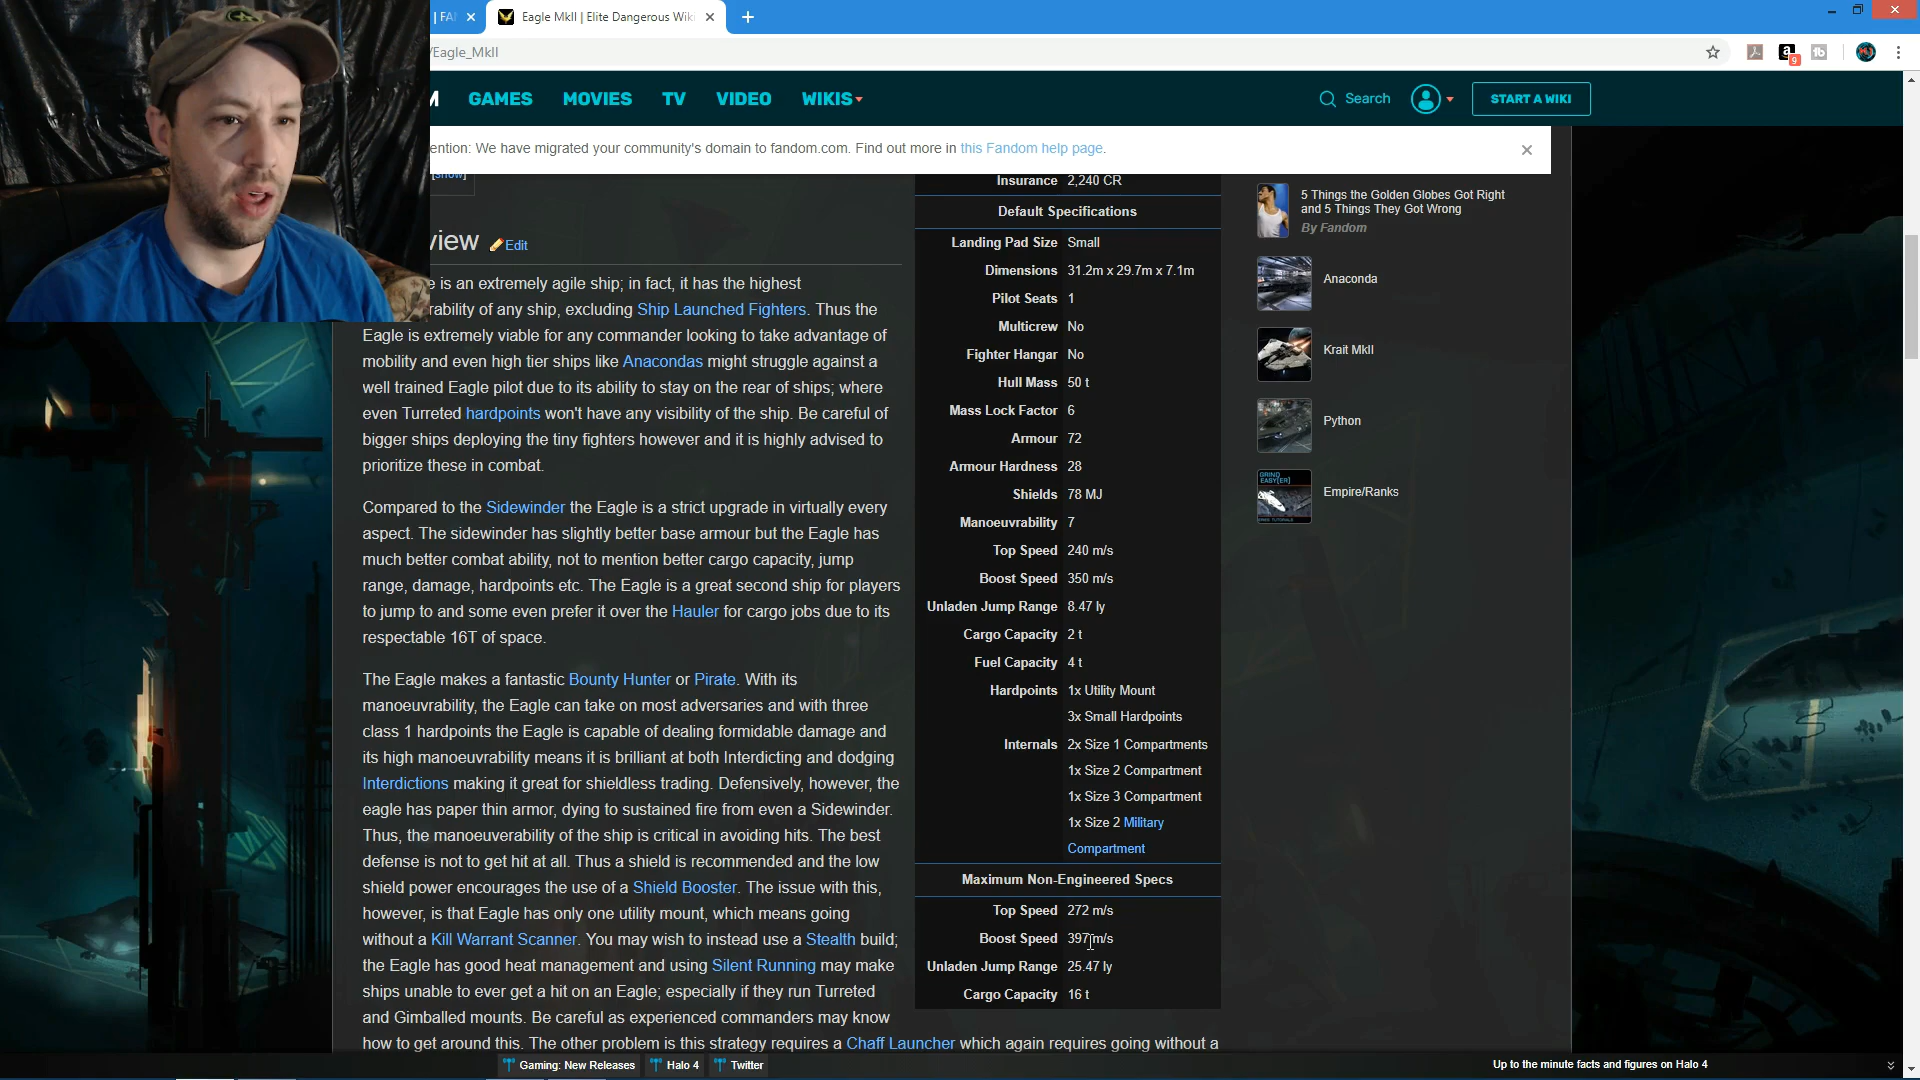 | FA
Eagle MkII | Elite Dangerous Wiki
/Eagle_MkII
9
GAMES
MOVIES
TV
VIDEO
WIKIS
Search
START A WIKI
ention: We have migrated your community's domain to fandom.com. Find out more in this Fandom help page.
[show]
view Edit
e is an extremely agile ship; in fact, it has the highest
rability of any ship, excluding Ship Launched Fighters. Thus the
Eagle is extremely viable for any commander looking to take advantage of
mobility and even high tier ships like Anacondas might struggle against a
well trained Eagle pilot due to its ability to stay on the rear of ships; where
even Turreted hardpoints won't have any visibility of the ship. Be careful of
bigger ships deploying the tiny fighters however and it is highly advised to
prioritize these in combat.
Compared to the Sidewinder the Eagle is a strict upgrade in virtually every
aspect. The sidewinder has slightly better base armour but the Eagle has
much better combat ability, not to mention better cargo capacity, jump
range, damage, hardpoints etc. The Eagle is a great second ship for players
to jump to and some even prefer it over the Hauler for cargo jobs due to its
respectable 16T of space.
The Eagle makes a fantastic Bounty Hunter or Pirate. With its
manoeuvrability, the Eagle can take on most adversaries and with three
class 1 hardpoints the Eagle is capable of dealing formidable damage and
its high manoeuvrability means it is brilliant at both Interdicting and dodging
Interdictions making it great for shieldless trading. Defensively, however, the
eagle has paper thin armor, dying to sustained fire from even a Sidewinder.
Thus, the manoeuverability of the ship is critical in avoiding hits. The best
defense is not to get hit at all. Thus a shield is recommended and the low
shield power encourages the use of a Shield Booster. The issue with this,
however, is that Eagle has only one utility mount, which means going
without a Kill Warrant Scanner. You may wish to instead use a Stealth build;
the Eagle has good heat management and using Silent Running may make
ships unable to ever get a hit on an Eagle; especially if they run Turreted
and Gimballed mounts. Be careful as experienced commanders may know
how to get around this. The other problem is this strategy requires a Chaff Launcher which again requires going without a
Insurance 2,240 CR
Default Specifications
Landing Pad Size Small
Dimensions 31.2m x 29.7m x 7.1m
Pilot Seats 1
Multicrew No
Fighter Hangar No
Hull Mass 50 t
Mass Lock Factor 6
Armour 72
Armour Hardness 28
Shields 78 MJ
Manoeuvrability 7
Top Speed 240 m/s
Boost Speed 350 m/s
Unladen Jump Range 8.47 ly
Cargo Capacity 2 t
Fuel Capacity 4 t
Hardpoints 1x Utility Mount
3x Small Hardpoints
Internals 2x Size 1 Compartments
1x Size 2 Compartment
1x Size 3 Compartment
1x Size 2 Military
Compartment
Maximum Non-Engineered Specs
Top Speed 272 m/s
Boost Speed 397 m/s
Unladen Jump Range 25.47 ly
Cargo Capacity 16 t
5 Things the Golden Globes Got Right
and 5 Things They Got Wrong
By Fandom
Anaconda
Krait MkII
Python
GRIND
EASY[ER]
Empire/Ranks
Gaming: New Releases
Halo 4
Twitter
Up to the minute facts and figures on Halo 4